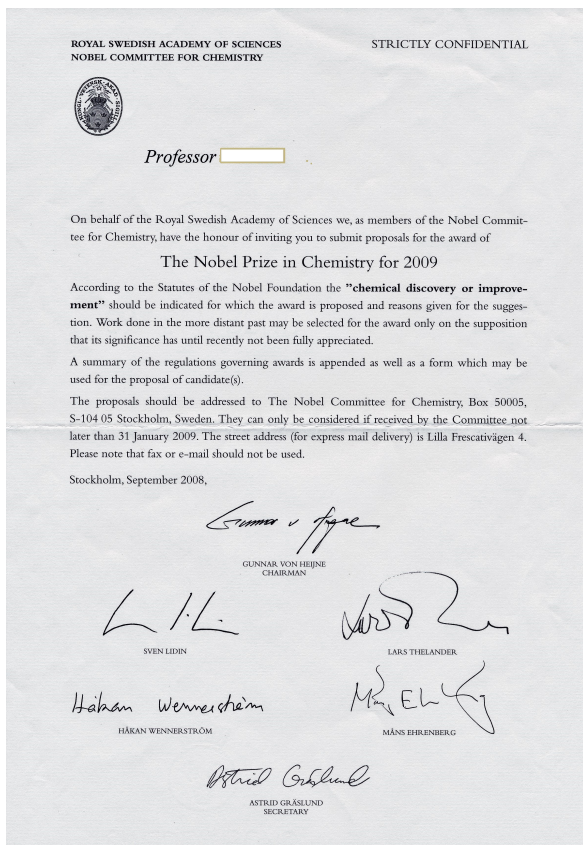 ROYAL SWEDISH ACADEMY OF SCIENCES
NOBEL COMMITTEE FOR CHEMISTRY
STRICTLY CONFIDENTIAL
Professor
On behalf of the Royal Swedish Academy of Sciences we, as members of the Nobel Commit-
tee for Chemistry, have the honour of inviting you to submit proposals for the award of
The Nobel Prize in Chemistry for 2009
According to the Statutes of the Nobel Foundation the ”chemical discovery or improve-
ment” should be indicated for which the award is proposed and reasons given for the sugges-
tion. Work done in the more distant past may be selected for the award only on the supposition
that its significance has until recently not been fully appreciated.
A summary of the regulations governing awards is appended as well as a form which may be
used for the proposal of candidate(s).
The proposals should be addressed to The Nobel Committee for Chemistry, Box 50005,
S-104 05 Stockholm, Sweden. They can only be considered if received by the Committee not
later than 31 January 2009. The street address (for express mail delivery) is Lilla Frescativägen 4.
Please note that fax or e-mail should not be used.
Stockholm, September 2008,
Gunnar v Heijne
GUNNAR VON HEIJNE
CHAIRMAN
SVEN LIDIN
LARS THELANDER
Håkan Wennerström
HÅKAN WENNERSTRÖM
Måns Ehrenberg
MÅNS EHRENBERG
Astrid Gräslund
ASTRID GRÄSLUND
SECRETARY